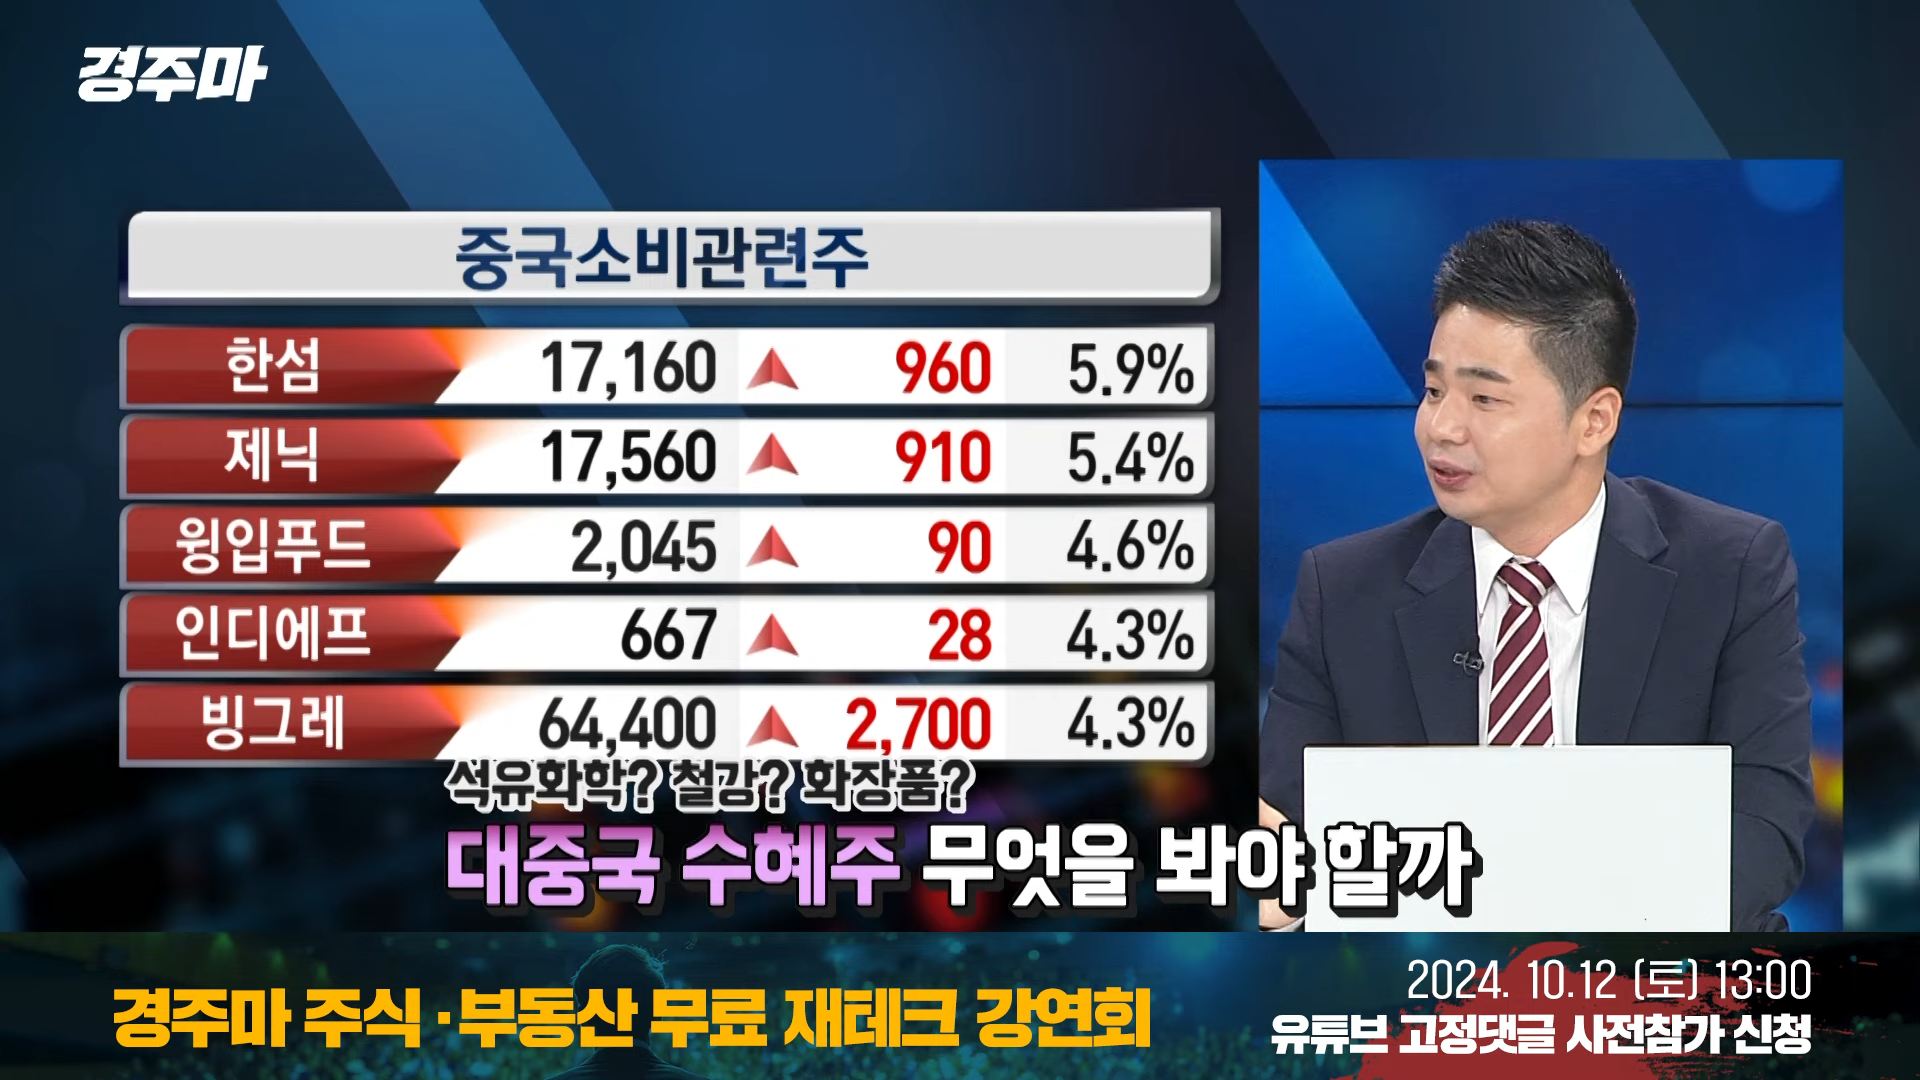 경주마
중국소비관련주
한섬 17,160 960 5.9%
제닉 17,560 910 5.4%
윙입푸드 2,045 90 4.6%
인디에프 667 28 4.3%
빙그레 64,400 2,700 4.3%
석유화학? 철강? 화장품?
대중국 수혜주 무엇을 봐야 할까
경주마 주식·부동산 무료 재테크 강연회
2024. 10.12 (토) 13:00
유튜브 고정댓글 사전참가 신청